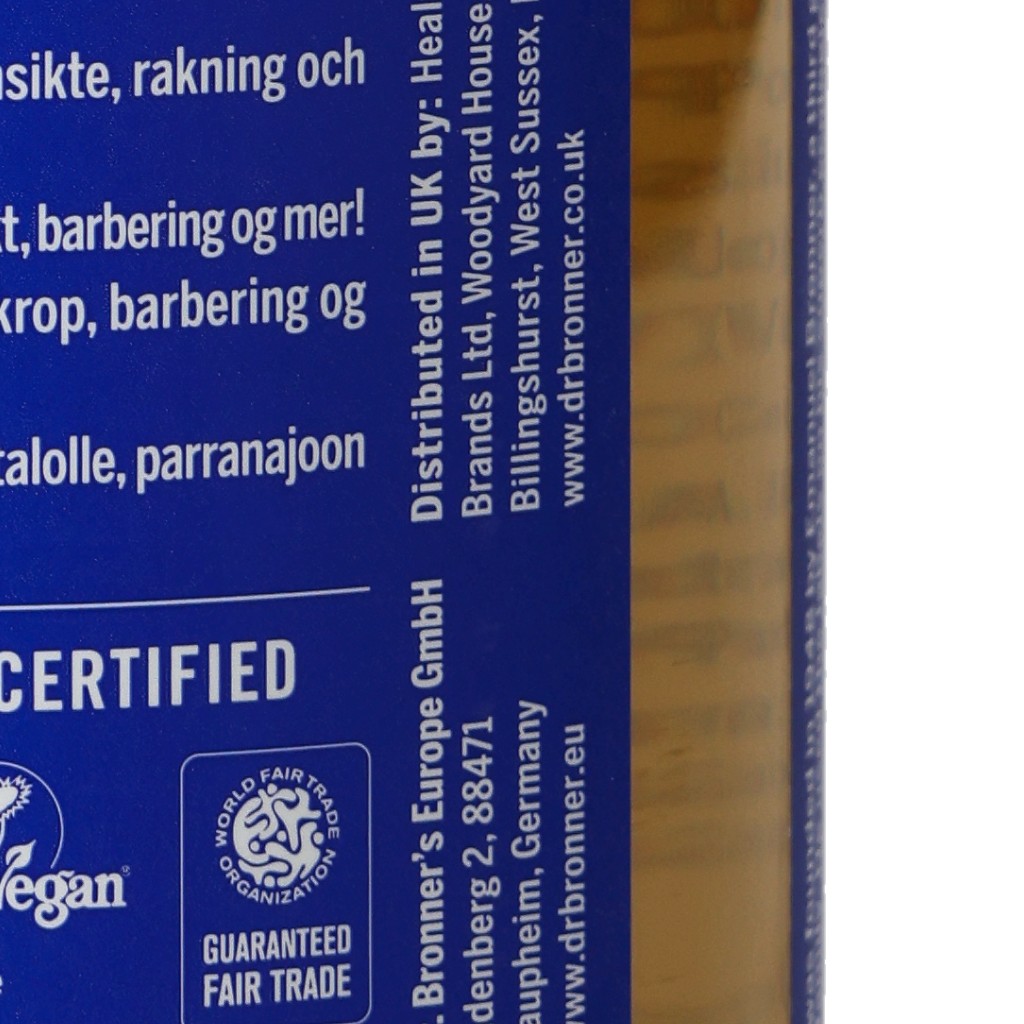 nsikte, rakning och
t, barbering og mer!
krop, barbering og
talolle, parranajoon
CERTIFIED
Vegan
WORLD FAIR TRADE ORGANIZATION
GUARANTEED
FAIR TRADE
Distributed in UK by: Heal
Brands Ltd, Woodyard House
Billingshurst, West Sussex,
www.drbronner.co.uk
. Bronner's Europe GmbH
denberg 2, 88471
aupheim, Germany
ww.drbronner.eu